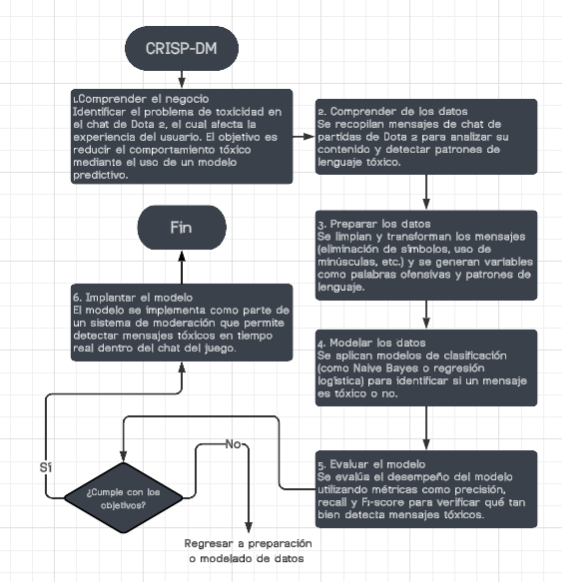 CRISP-DM
1.Comprender el negocio
Identificar el problema de toxicidad en
el chat de Dota 2, el cual afecta la
experiencia del usuario. El objetivo es
reducir el comportamiento tóxico
mediante el uso de un modelo
predictivo.
2. Comprender de los datos
Se recopilan mensajes de chat de
partidas de Dota 2 para analizar su
contenido y detectar patrones de
lenguaje tóxico.
3. Preparar los datos
Se limpian y transforman los mensajes
(eliminación de símbolos, uso de
minúsculas, etc.) y se generan variables
como palabras ofensivas y patrones de
lenguaje.
4. Modelar los datos
Se aplican modelos de clasificación
(como Naive Bayes o regresión
logística) para identificar si un mensaje
es tóxico o no.
5. Evaluar el modelo
Se evalúa el desempeño del modelo
utilizando métricas como precisión,
recall y F1-score para verificar qué tan
bien detecta mensajes tóxicos.
¿Cumple con los
objetivos?
No
Regresar a preparación
o modelado de datos
Sí
6. Implantar el modelo
El modelo se implementa como parte de
un sistema de moderación que permite
detectar mensajes tóxicos en tiempo
real dentro del chat del juego.
Fin